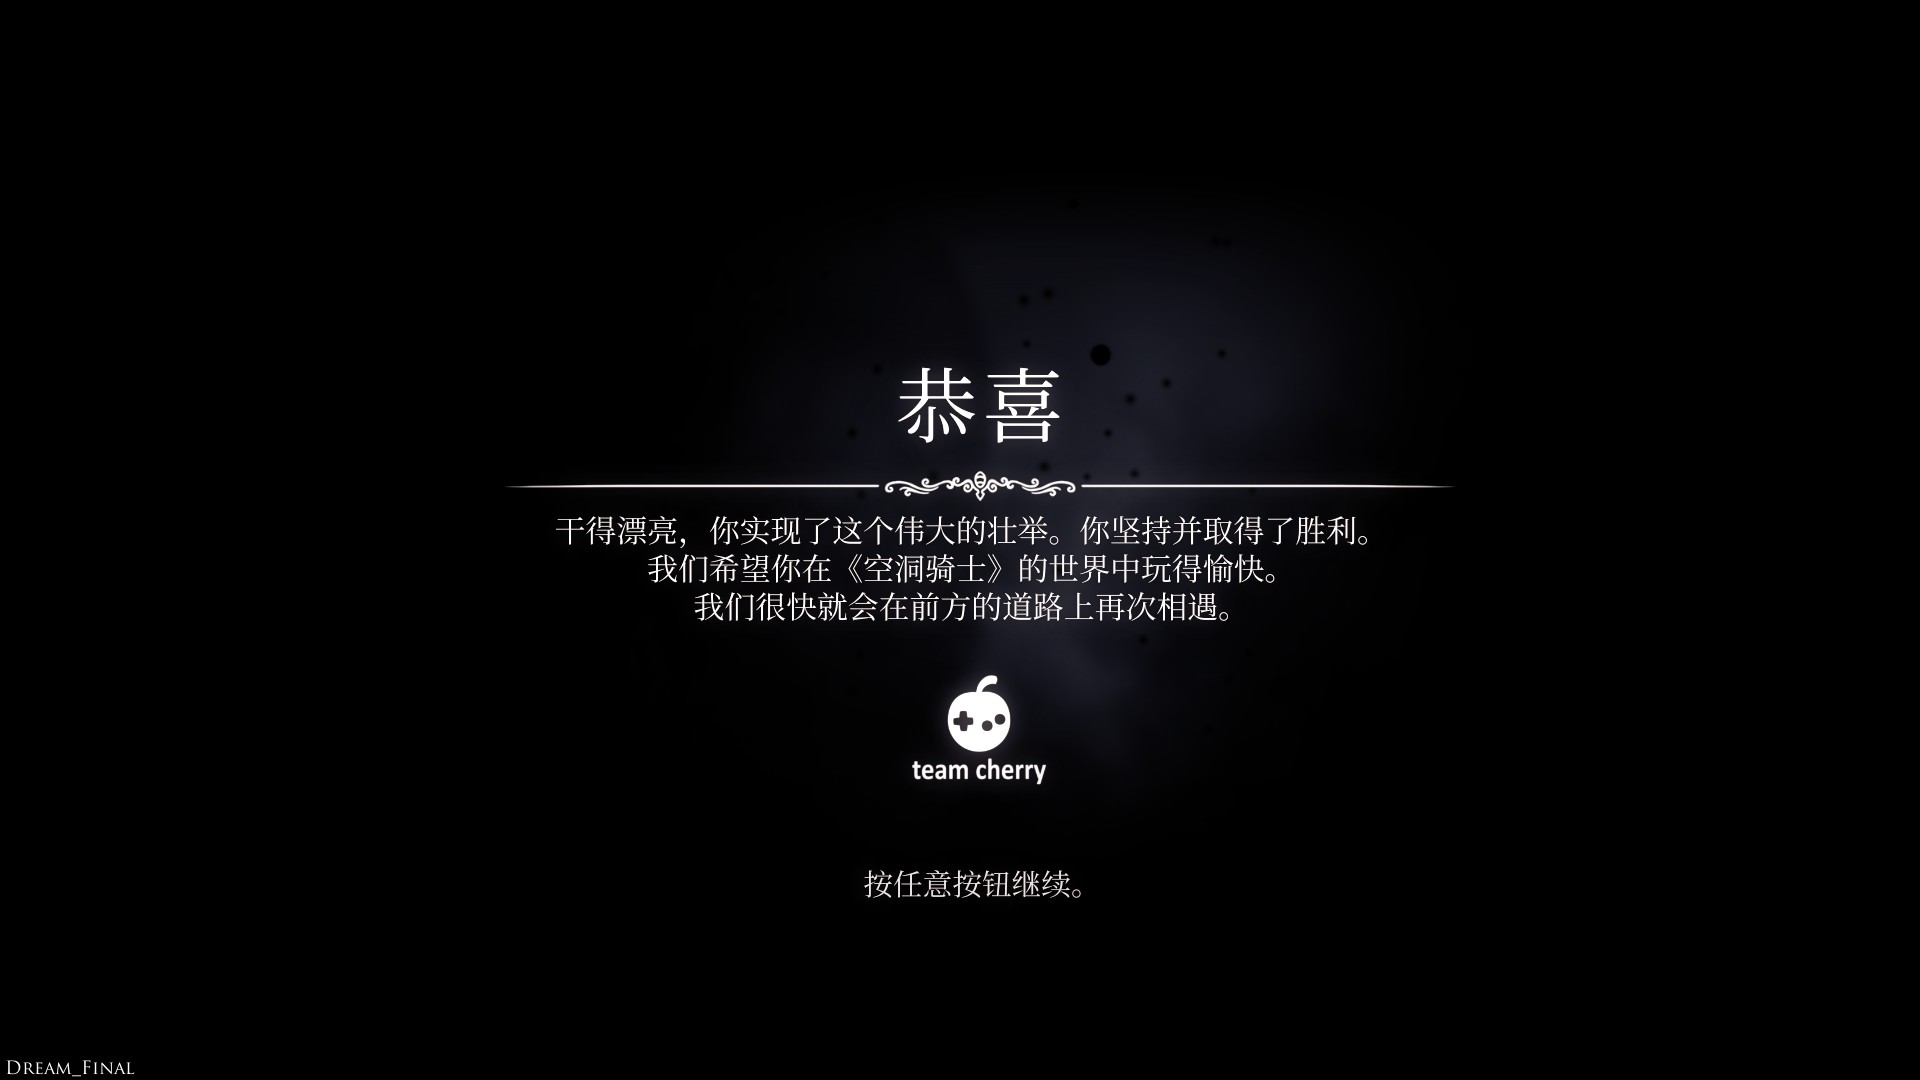 恭喜
干得漂亮，你实现了这个伟大的壮举。你坚持并取得了胜利。
我们希望你在《空洞骑士》的世界中玩得愉快。
我们很快就会在前方的道路上再次相遇。
team cherry
按任意按钮继续。
DREAM_FINAL